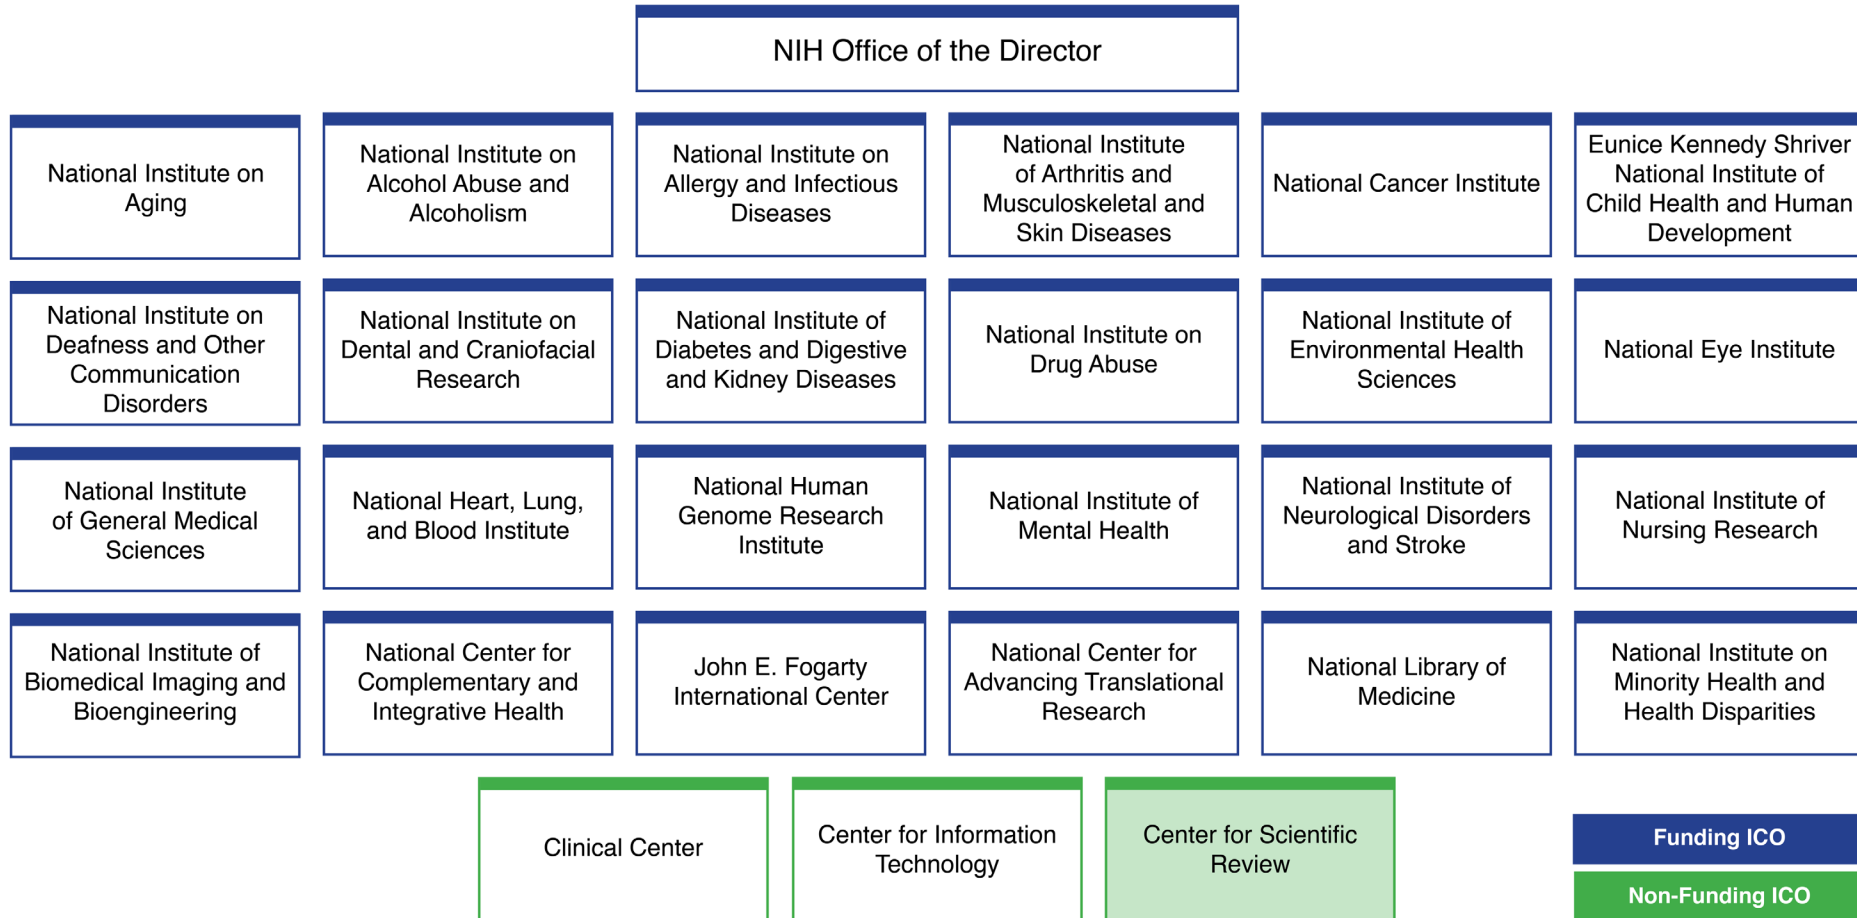 NIH Office of the Director
National Institute on
Aging
National Institute on
Alcohol Abuse and
Alcoholism
National Institute on
Allergy and Infectious
Diseases
National Institute
of Arthritis and
Musculoskeletal and
Skin Diseases
National Cancer Institute
Eunice Kennedy Shriver
National Institute of
Child Health and Human
Development
National Institute on
Deafness and Other
Communication
Disorders
National Institute on
Dental and Craniofacial
Research
National Institute of
Diabetes and Digestive
and Kidney Diseases
National Institute on
Drug Abuse
National Institute of
Environmental Health
Sciences
National Eye Institute
National Institute
of General Medical
Sciences
National Heart, Lung,
and Blood Institute
National Human
Genome Research
Institute
National Institute of
Mental Health
National Institute of
Neurological Disorders
and Stroke
National Institute of
Nursing Research
National Institute of
Biomedical Imaging and
Bioengineering
National Center for
Complementary and
Integrative Health
John E. Fogarty
International Center
National Center for
Advancing Translational
Research
National Library of
Medicine
National Institute on
Minority Health and
Health Disparities
Clinical Center
Center for Information
Technology
Center for Scientific
Review
Funding ICO
Non-Funding ICO